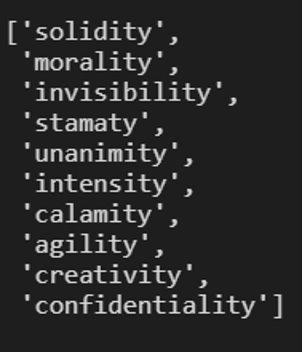 ['solidity',
'morality',
'invisibility',
'stamaty',
'unanimity',
'intensity',
'calamity',
'agility',
'creativity',
'confidentiality']